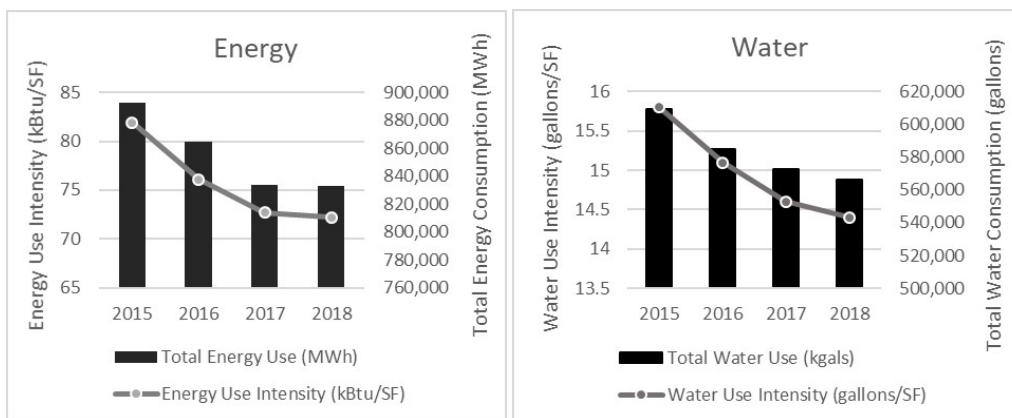 Energy
Energy Use Intensity (kBtu/SF)
85
80
75
70
65
900,000
880,000
860,000
840,000
820,000
800,000
780,000
760,000
Total Energy Consumption (MWh)
2015 2016 2017 2018
Total Energy Use (MWh)
Energy Use Intensity (kBtu/SF)
Water
Water Use Intensity (gallons/SF)
16
15.5
15
14.5
14
13.5
620,000
600,000
580,000
560,000
540,000
520,000
500,000
Total Water Consumption (gallons)
2015 2016 2017 2018
Total Water Use (kgals)
Water Use Intensity (gallons/SF)